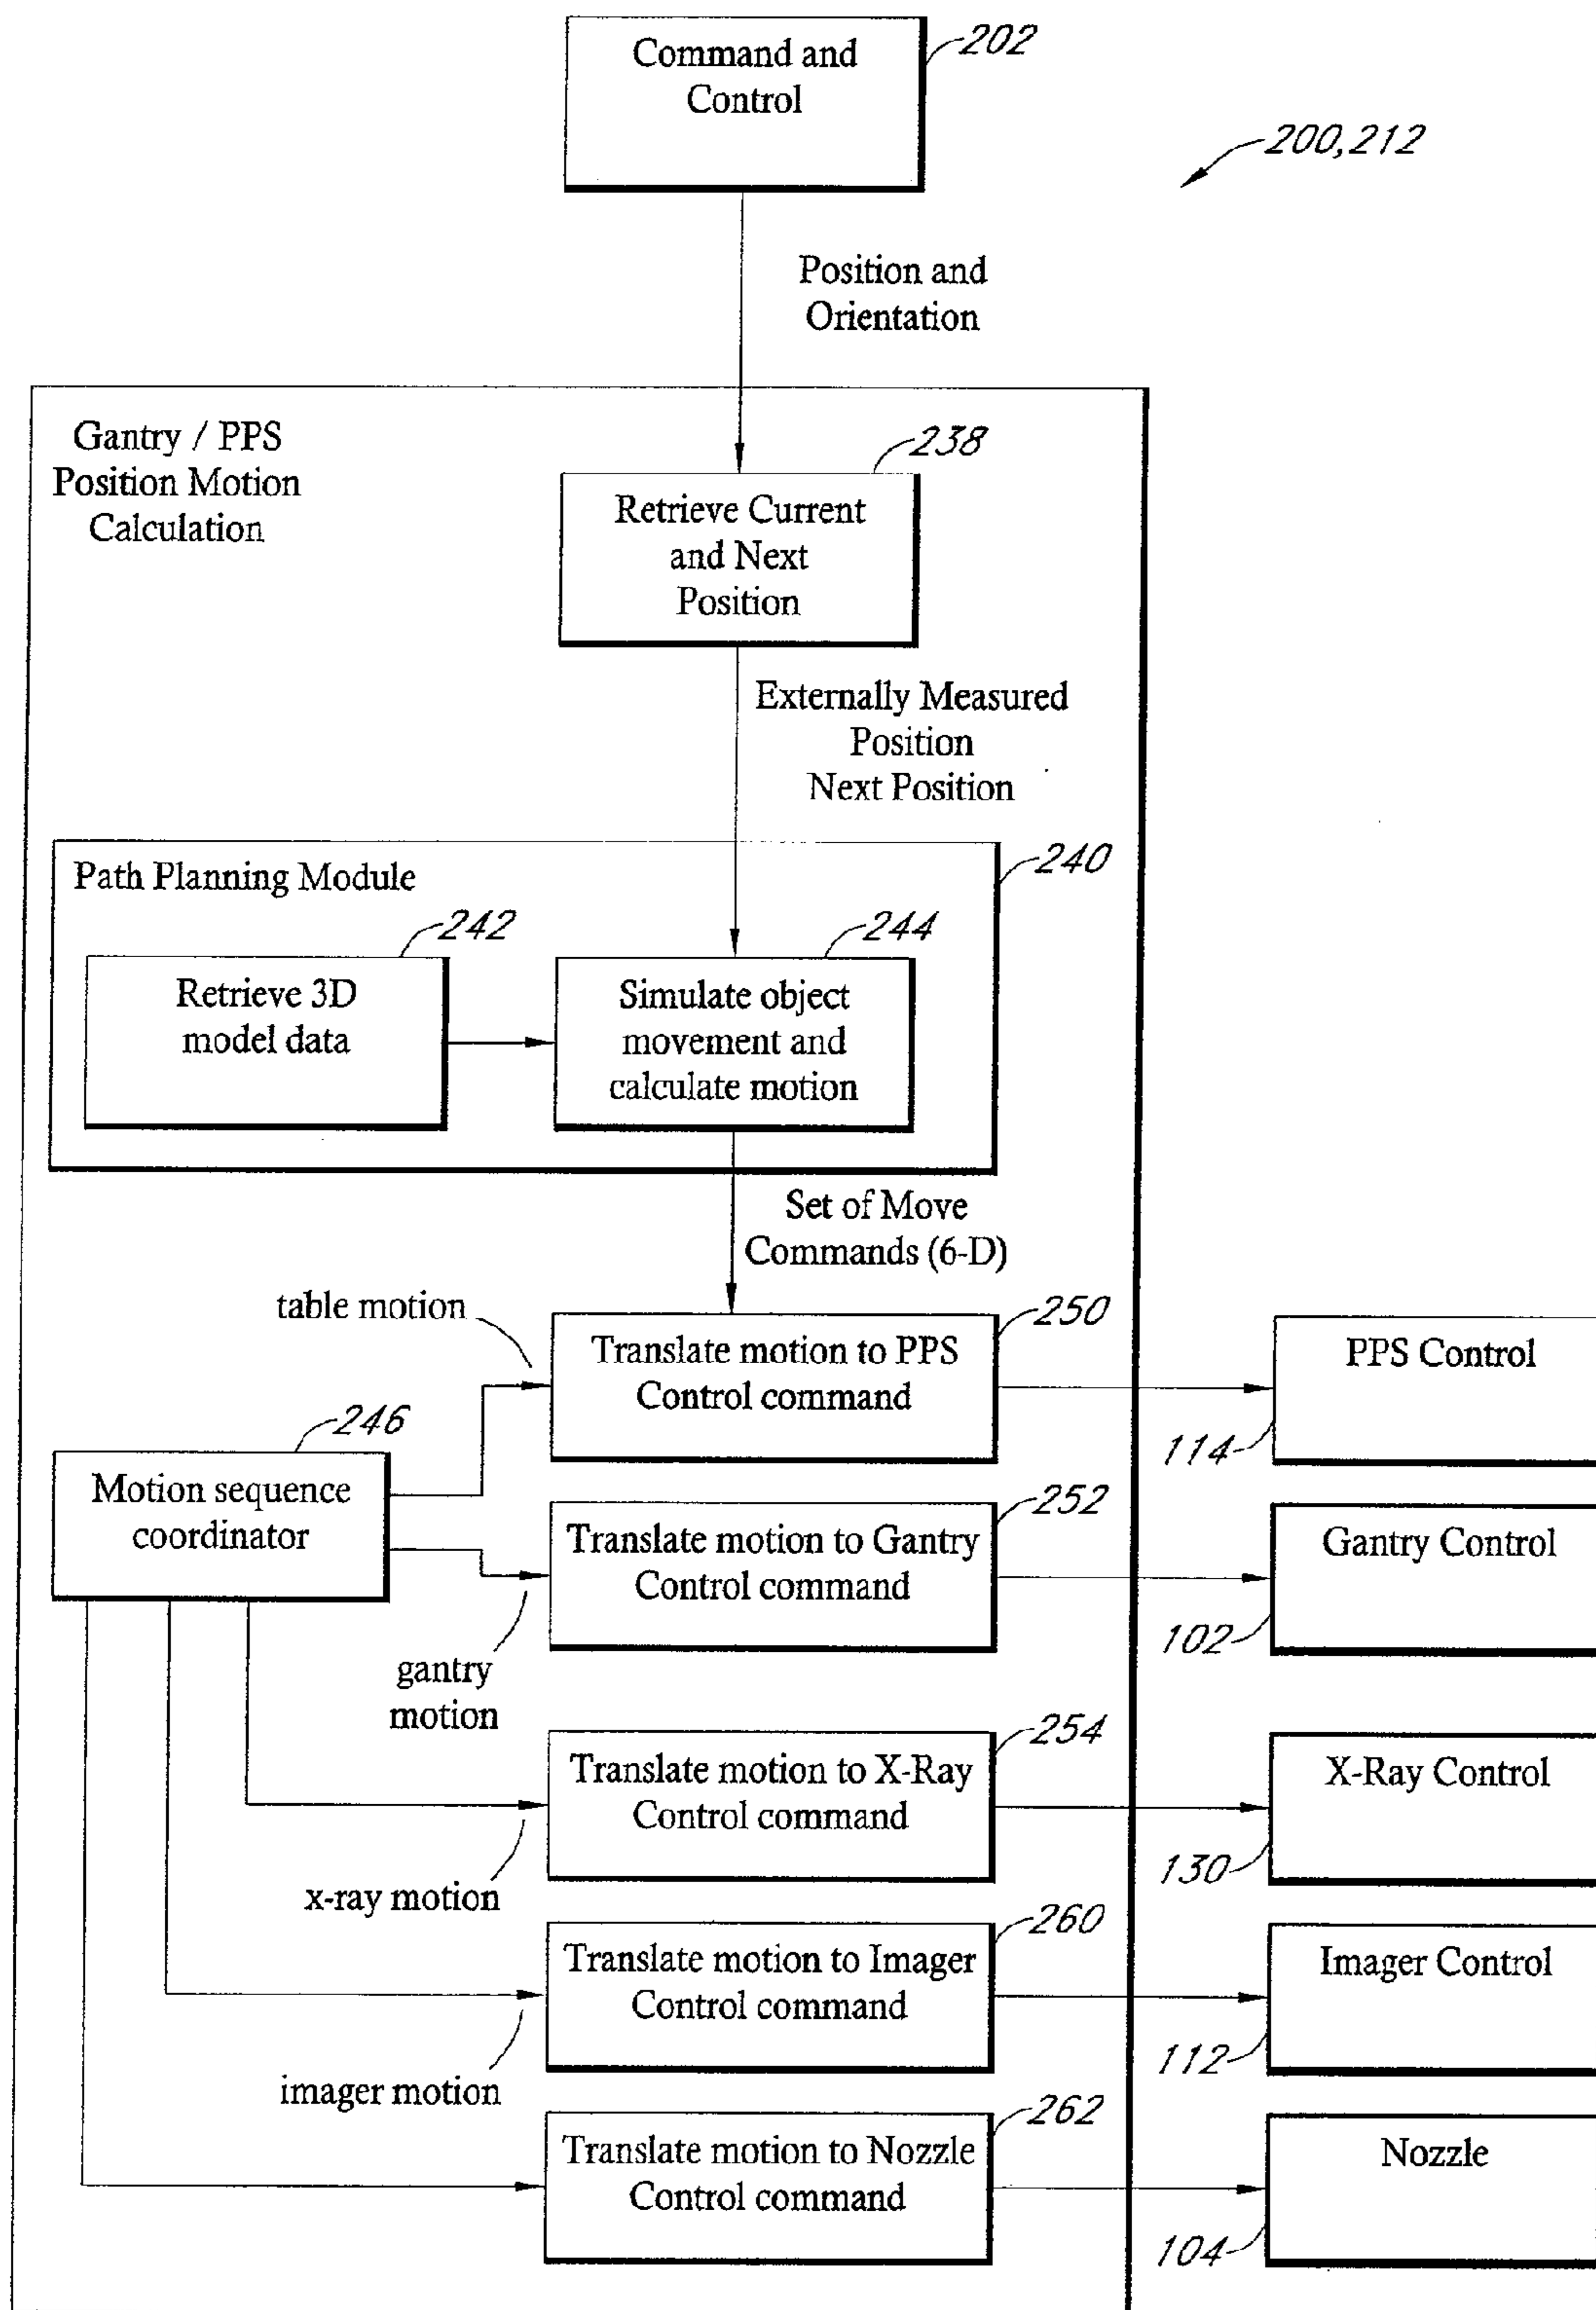 Command and
Control
202
200,212
Position and
Orientation
Gantry / PPS
Position Motion
Calculation
238
Retrieve Current
and Next
Position
Externally Measured
Position
Next Position
240
Path Planning Module
242
244
Retrieve 3D
model data
Simulate object
movement and
calculate motion
Set of Move
Commands (6-D)
table motion
250
Translate motion to PPS
Control command
PPS Control
114
246
Motion sequence
coordinator
252
Translate motion to Gantry
Control command
Gantry Control
102
gantry
motion
254
Translate motion to X-Ray
Control command
X-Ray Control
130
x-ray motion
260
Translate motion to Imager
Control command
Imager Control
112
imager motion
262
Translate motion to Nozzle
Control command
Nozzle
104